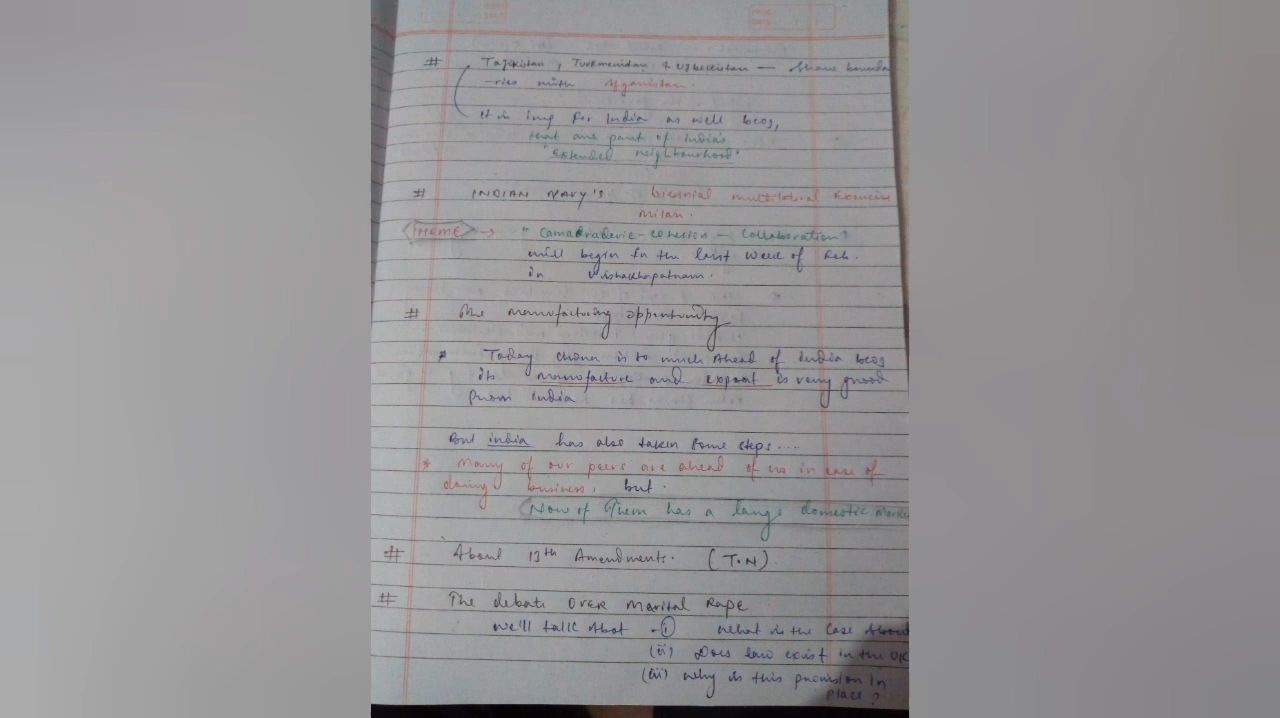 # Tajikistan, Turkmenistan & Uzbekistan — Share bounda
-ries with Afganistan.
It is imp for India as well bcoz,
that are part of India's
"Extended neighbourhood"
# INDIAN NAVY'S biennial multilateral Exercise
milan.
THEME → "Camaraderie - cohesion - Collaboration"
will begin in the last week of Feb.
in Vishakhapatnam.
# The manufacturing opportunity
* Today China is to much Ahead of India bcoz
its manufacture and export is very good
from India
But india has also taken some steps....
* Many of our peers are ahead of us in ease of
doing business, but.
(Now of Them has a large domestic market
# About 13th Amendments. (T.N)
# The debate OVER Marital Rape
we'll talk About (i) what is the case About
(ii) Does law exist in the UK
(iii) why is this provision in
place?